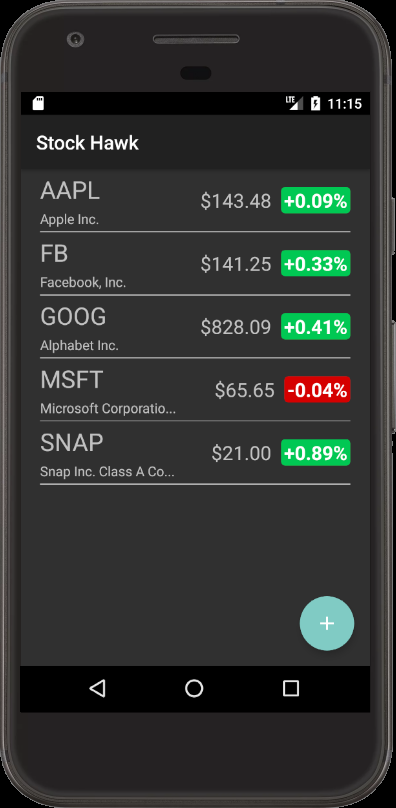 LTE 11:15
Stock Hawk
AAPL
$143.48 +0.09%
Apple Inc.
FB
$141.25 +0.33%
Facebook, Inc.
GOOG
$828.09 +0.41%
Alphabet Inc.
MSFT
$65.65 -0.04%
Microsoft Corporatio...
SNAP
$21.00 +0.89%
Snap Inc. Class A Co...
+